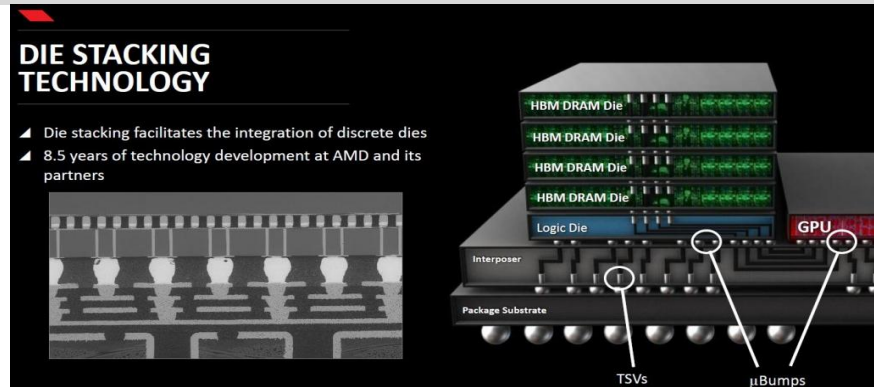 DIE STACKING
TECHNOLOGY
Die stacking facilitates the integration of discrete dies
8.5 years of technology development at AMD and its
partners
HBM DRAM Die
HBM DRAM Die
HBM DRAM Die
HBM DRAM Die
Logic Die
GPU
Interposer
Package Substrate
TSVs
μBumps